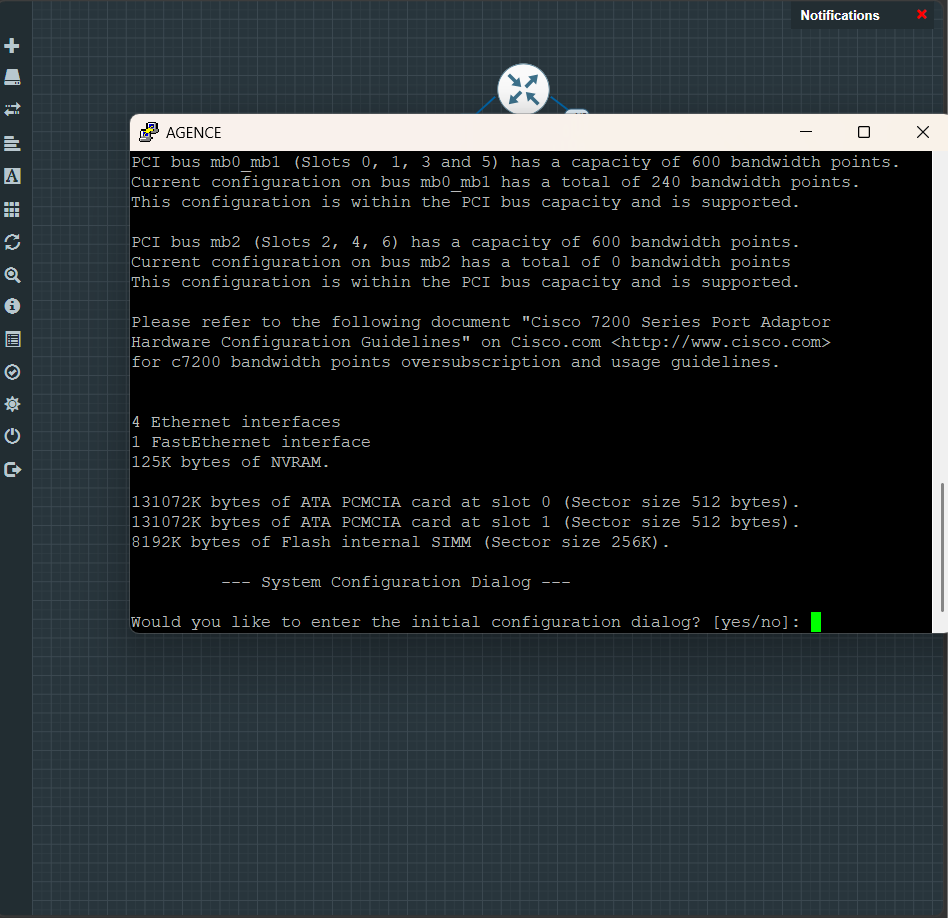 Notifications
AGENCE
PCI bus mb0_mb1 (Slots 0, 1, 3 and 5) has a capacity of 600 bandwidth points.
Current configuration on bus mb0_mb1 has a total of 240 bandwidth points.
This configuration is within the PCI bus capacity and is supported.
PCI bus mb2 (Slots 2, 4, 6) has a capacity of 600 bandwidth points.
Current configuration on bus mb2 has a total of 0 bandwidth points
This configuration is within the PCI bus capacity and is supported.
Please refer to the following document "Cisco 7200 Series Port Adaptor
Hardware Configuration Guidelines" on Cisco.com <http://www.cisco.com>
for c7200 bandwidth points oversubscription and usage guidelines.
4 Ethernet interfaces
1 FastEthernet interface
125K bytes of NVRAM.
131072K bytes of ATA PCMCIA card at slot 0 (Sector size 512 bytes).
131072K bytes of ATA PCMCIA card at slot 1 (Sector size 512 bytes).
8192K bytes of Flash internal SIMM (Sector size 256K).
--- System Configuration Dialog ---
Would you like to enter the initial configuration dialog? [yes/no]: